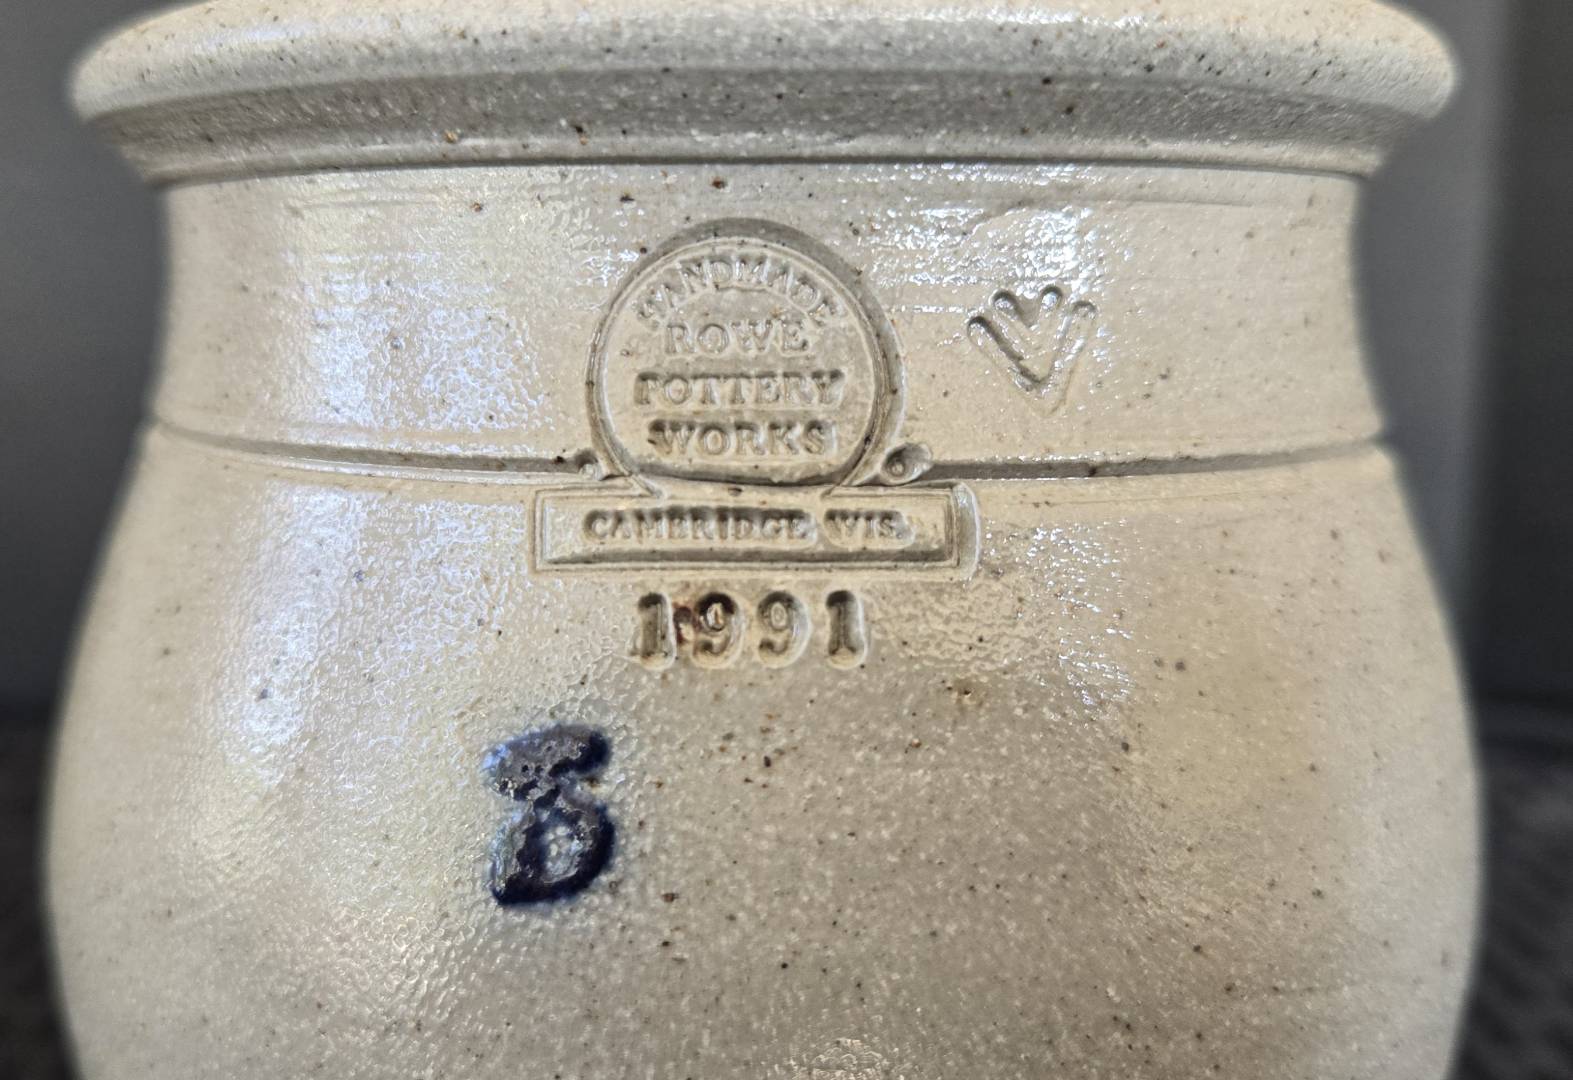 HANDMADE
ROWE
POTTERY
WORKS
CAMBRIDGE, WIS.
1991